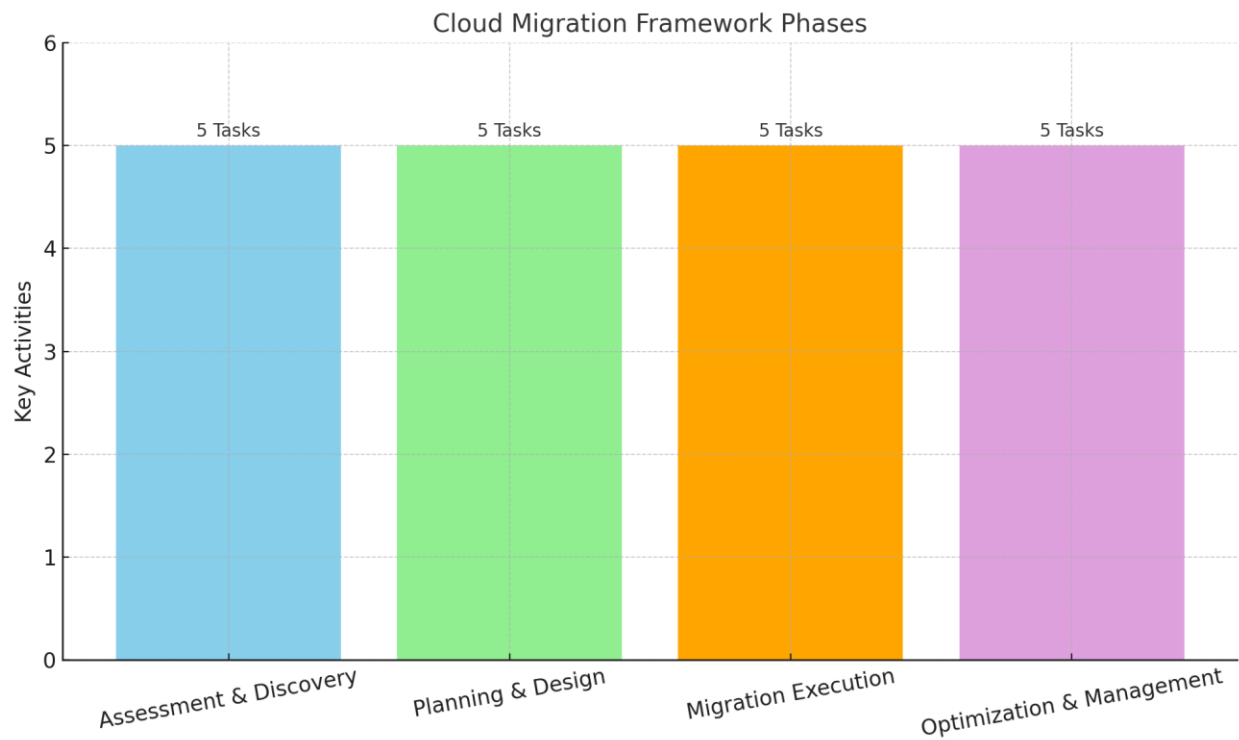 Cloud Migration Framework Phases
Key Activities
6
5
4
3
2
1
0
5 Tasks
5 Tasks
5 Tasks
5 Tasks
Assessment & Discovery
Planning & Design
Migration Execution
Optimization & Management